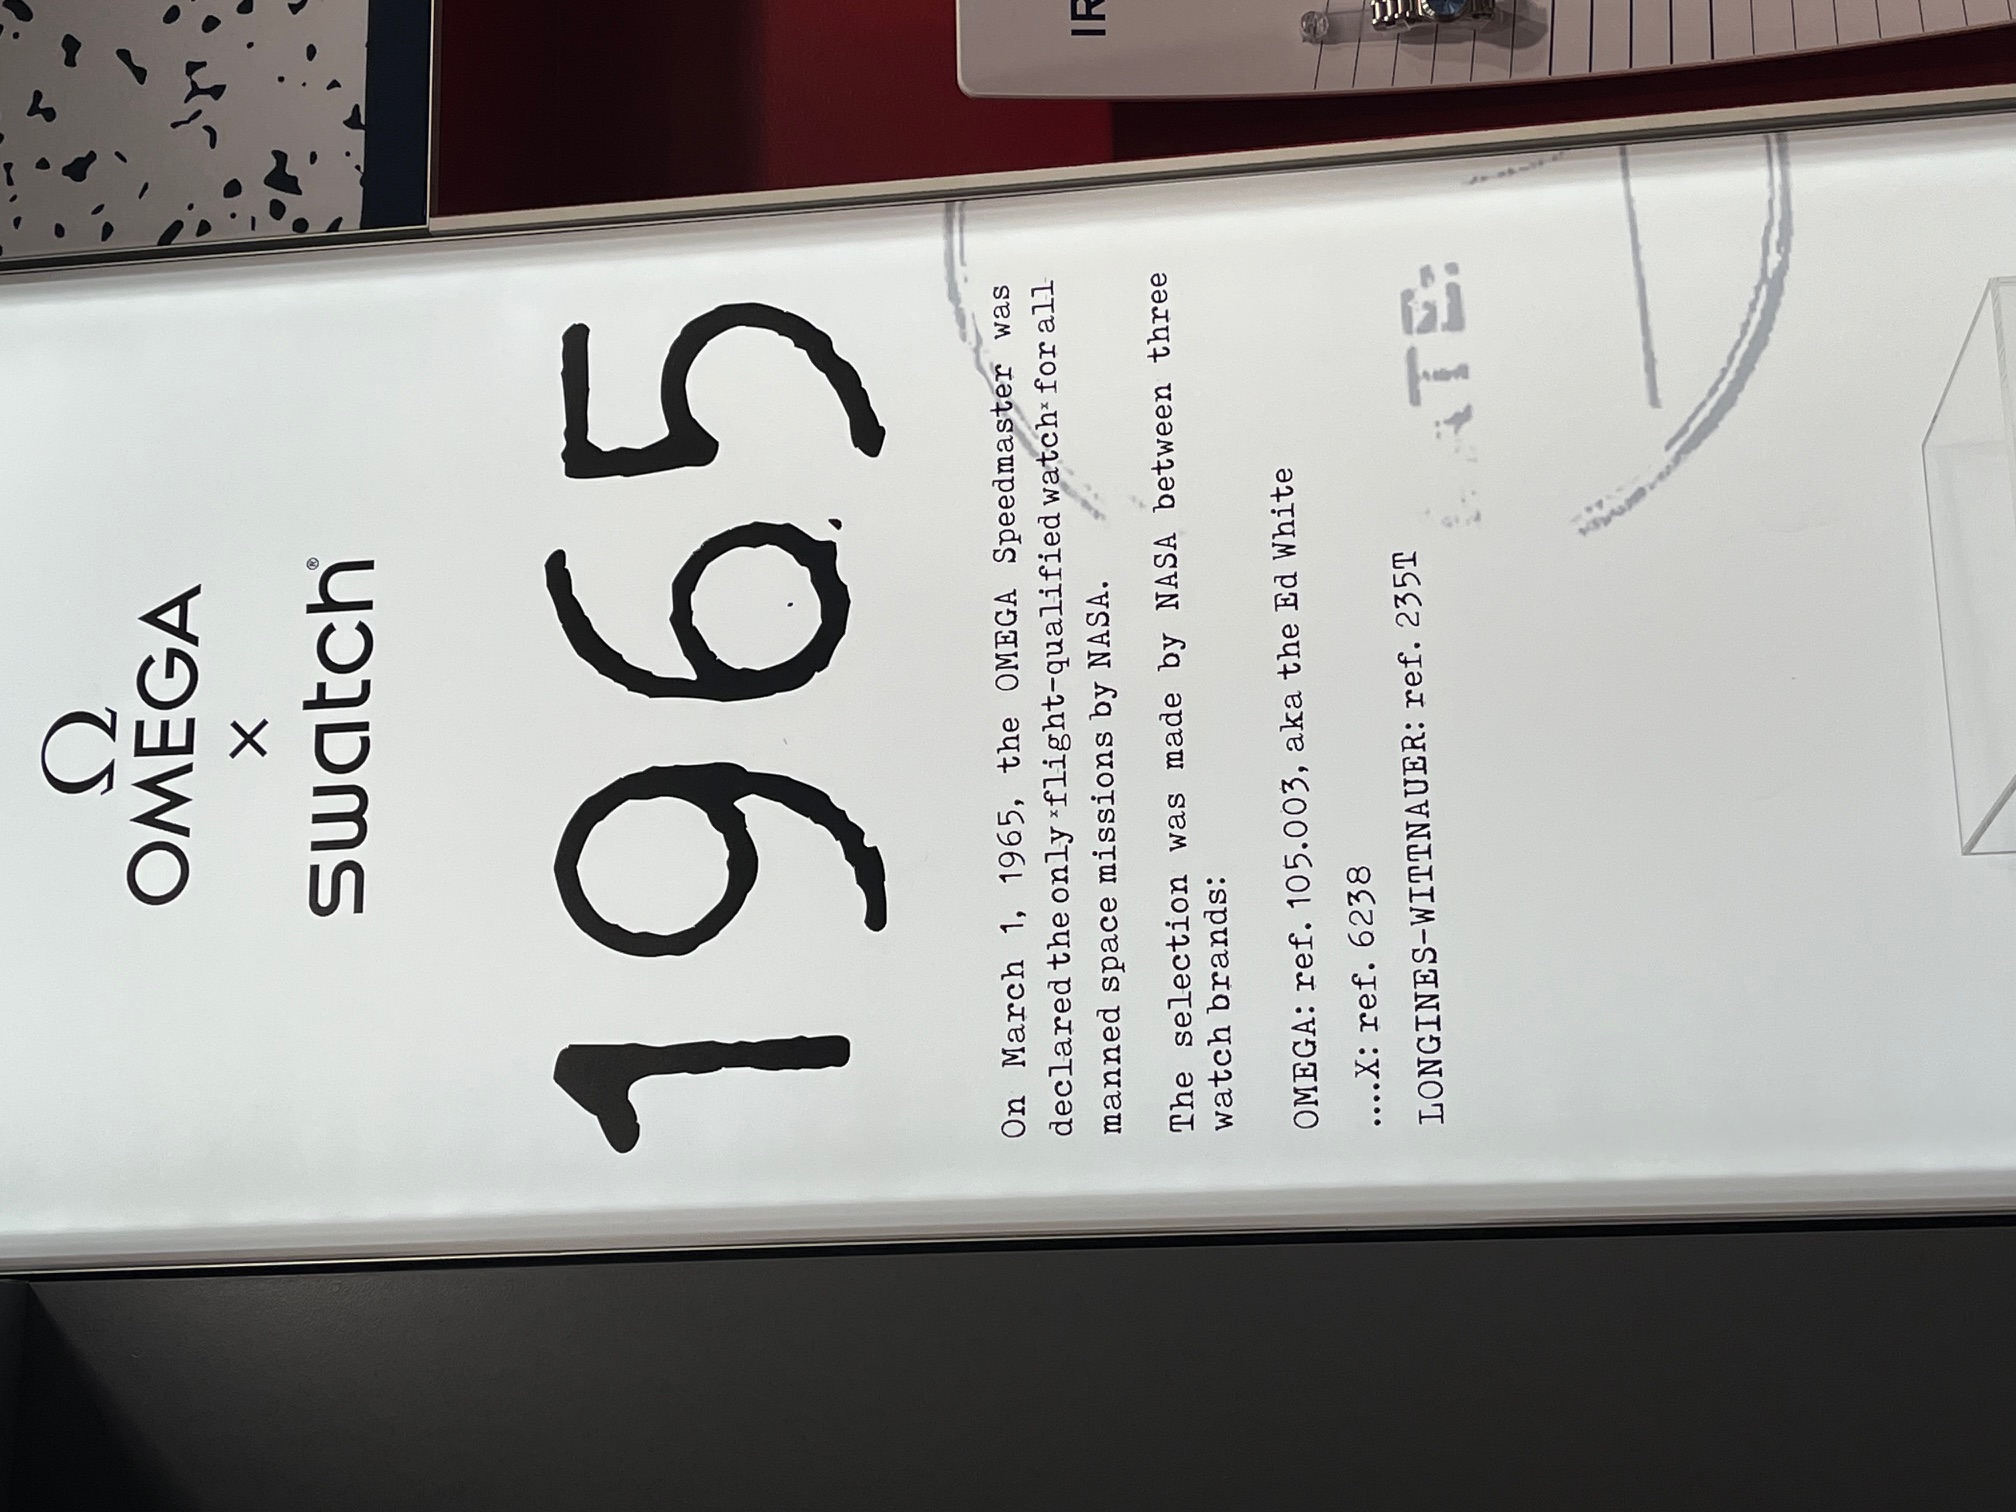 Ω
OMEGA
×
swatch®
1965
On March 1, 1965, the OMEGA Speedmaster was
declared the only "flight-qualified watch" for all
manned space missions by NASA.
The selection was made by NASA between three
watch brands:
OMEGA: ref. 105.003, aka the Ed White
....X: ref. 6238
LONGINES-WITTNAUER: ref. 235T